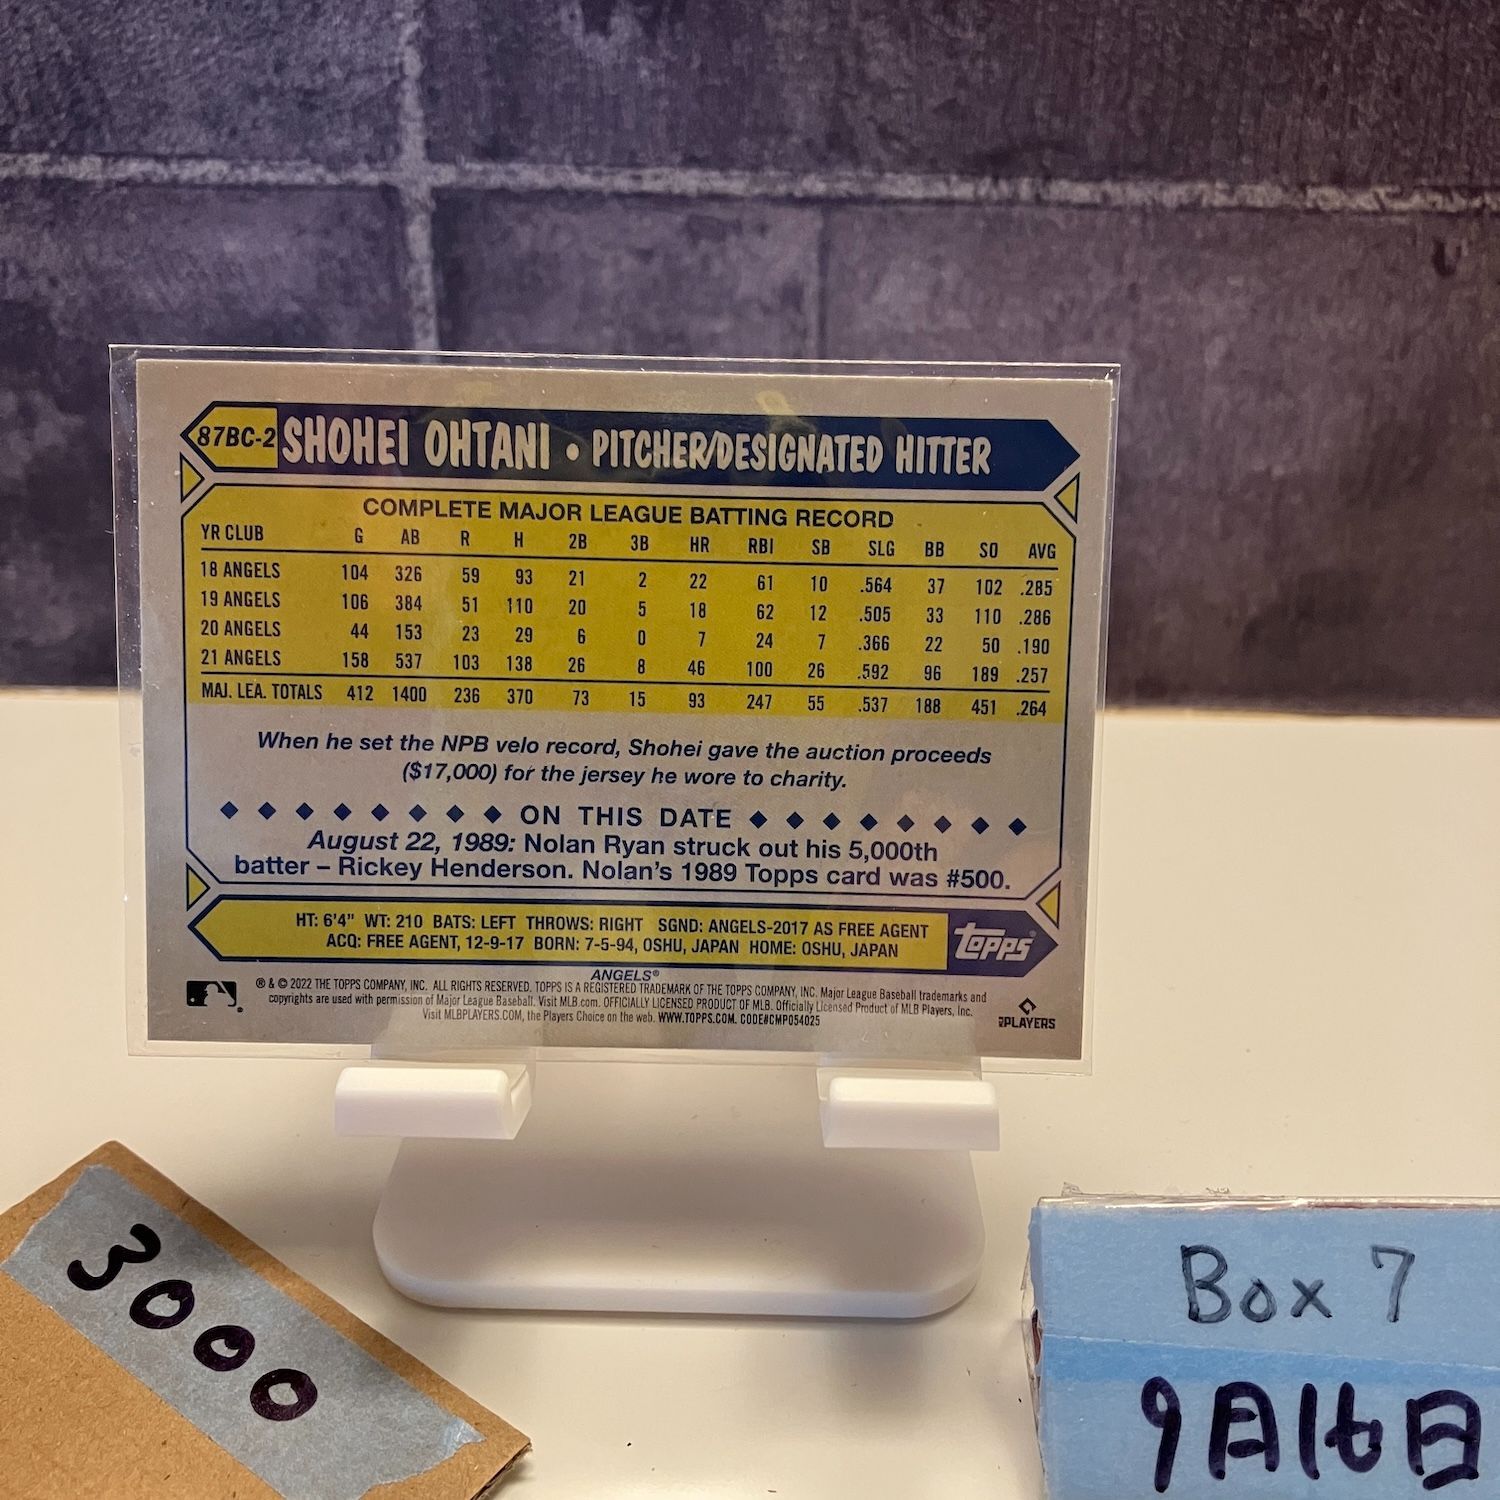 87BC-2 SHOHEI OHTANI • PITCHER/DESIGNATED HITTER
COMPLETE MAJOR LEAGUE BATTING RECORD
YR CLUB G AB R H 2B 3B HR RBI SB SLG BB SO AVG
18 ANGELS 104 326 59 93 21 2 22 61 10 .564 37 102 .285
19 ANGELS 106 384 51 110 20 5 18 62 12 .505 33 110 .286
20 ANGELS 44 153 23 29 6 0 7 24 7 .366 22 50 .190
21 ANGELS 158 537 103 138 26 8 46 100 26 .592 96 189 .257
MAJ. LEA. TOTALS 412 1400 236 370 73 15 93 247 55 .537 188 451 .264
When he set the NPB velo record, Shohei gave the auction proceeds
($17,000) for the jersey he wore to charity.
◆ ◆ ◆ ◆ ◆ ◆ ◆ ◆ ON THIS DATE ◆ ◆ ◆ ◆ ◆ ◆ ◆ ◆
August 22, 1989: Nolan Ryan struck out his 5,000th
batter – Rickey Henderson. Nolan's 1989 Topps card was #500.
HT: 6'4" WT: 210 BATS: LEFT THROWS: RIGHT SGND: ANGELS-2017 AS FREE AGENT
ACQ: FREE AGENT, 12-9-17 BORN: 7-5-94, OSHU, JAPAN HOME: OSHU, JAPAN
topps®
ANGELS®
® & © 2022 THE TOPPS COMPANY, INC. ALL RIGHTS RESERVED. TOPPS IS A REGISTERED TRADEMARK OF THE TOPPS COMPANY, INC. Major League Baseball trademarks and
copyrights are used with permission of Major League Baseball. Visit MLB.com. OFFICIALLY LICENSED PRODUCT OF MLB. Officially Licensed Product of MLB Players, Inc.
Visit MLBPLAYERS.COM, the Players Choice on the web. WWW.TOPPS.COM. CODE#CMP054025
PLAYERS
3000
Box 7
9月16日